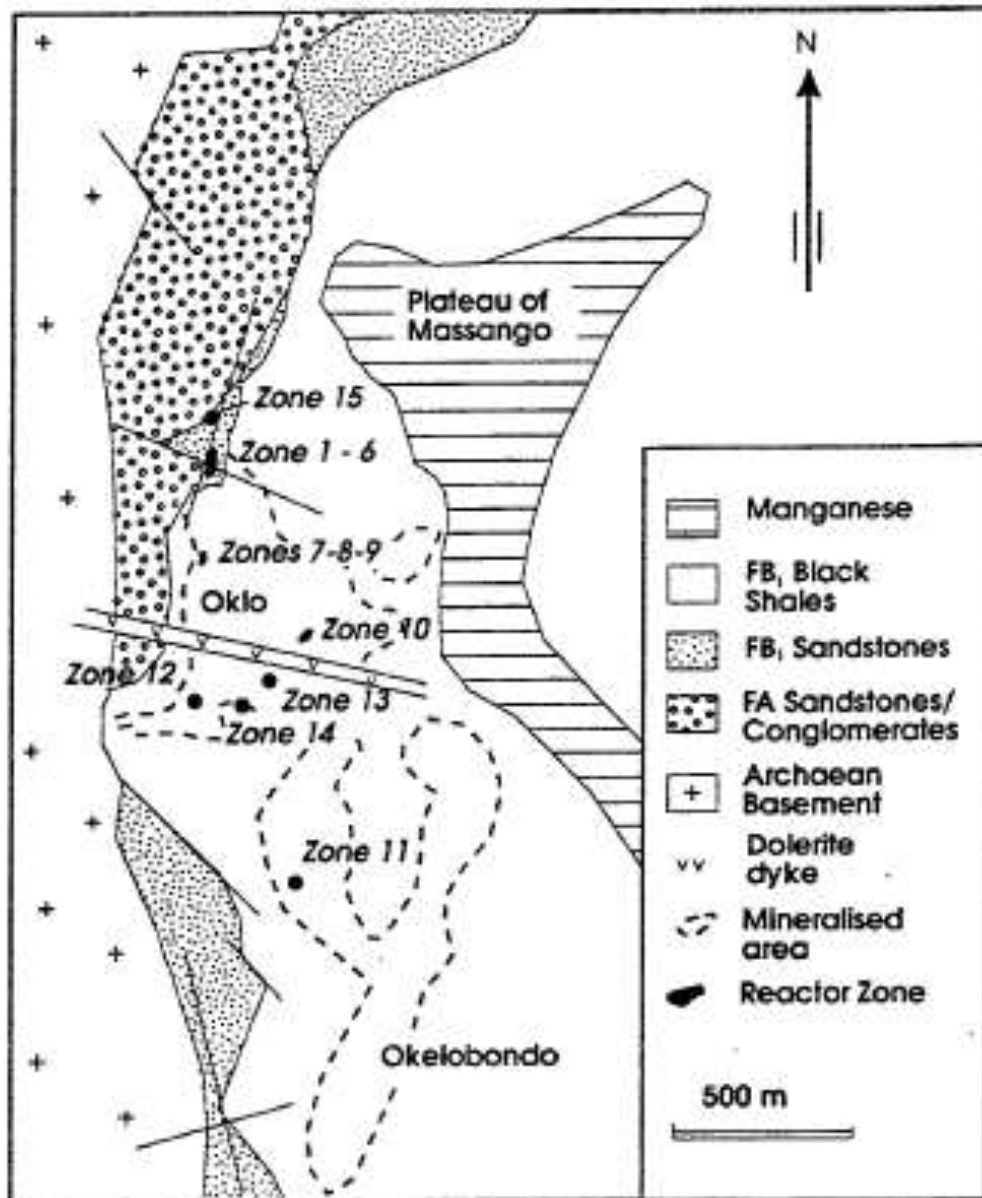 N
Plateau of
Massango
Zone 15
Zone 1 - 6
Zones 7-8-9
Oklo
Zone 10
Zone 12
Zone 13
Zone 14
Zone 11
Okelobondo
Manganese
FB₁ Black
Shales
FB₁ Sandstones
FA Sandstones/
Conglomerates
Archaean
Basement
Dolerite
dyke
Mineralised
area
Reactor Zone
500 m